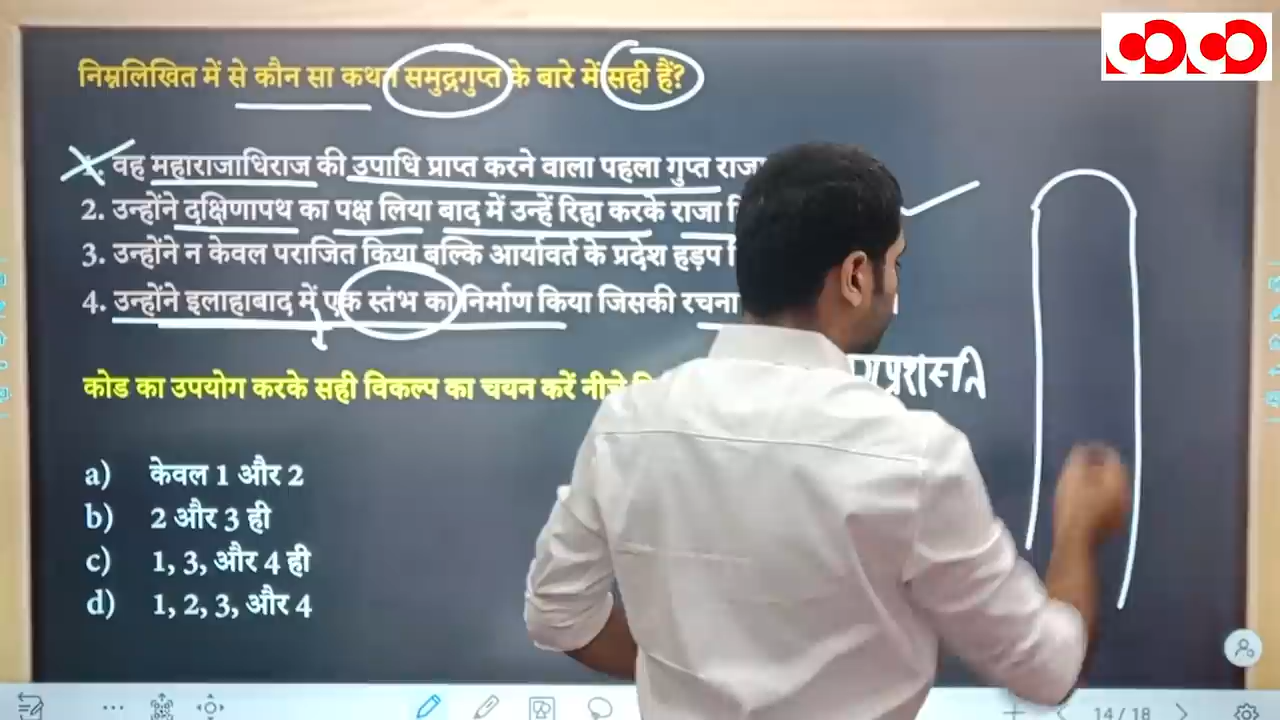 निम्नलिखित में से कौन सा कथन समुद्रगुप्त के बारे में सही हैं?
1. वह महाराजाधिराज की उपाधि प्राप्त करने वाला पहला गुप्त राजा
2. उन्होंने दक्षिणापथ का पक्ष लिया बाद में उन्हें रिहा करके राजा
3. उन्होंने न केवल पराजित किया बल्कि आर्यावर्त के प्रदेश हड़प
4. उन्होंने इलाहाबाद में एक स्तंभ का निर्माण किया जिसकी रचना
कोड का उपयोग करके सही विकल्प का चयन करें नीचे
a) केवल 1 और 2
b) 2 और 3 ही
c) 1, 3, और 4 ही
d) 1, 2, 3, और 4
14 / 18